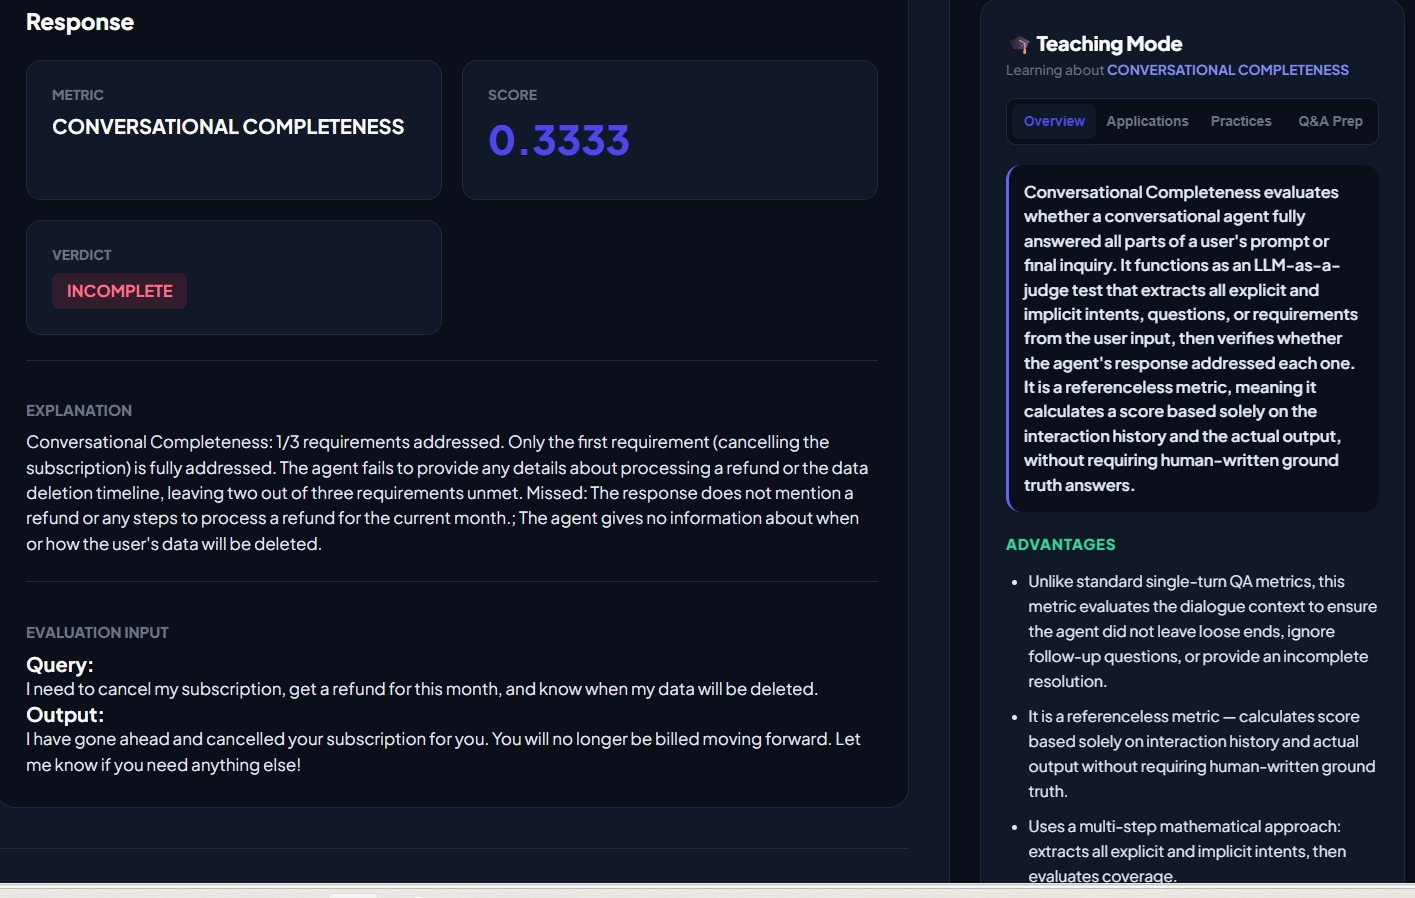 Response
METRIC
CONVERSATIONAL COMPLETENESS
SCORE
0.3333
VERDICT
INCOMPLETE
EXPLANATION
Conversational Completeness: 1/3 requirements addressed. Only the first requirement (cancelling the
subscription) is fully addressed. The agent fails to provide any details about processing a refund or the data
deletion timeline, leaving two out of three requirements unmet. Missed: The response does not mention a
refund or any steps to process a refund for the current month.; The agent gives no information about when
or how the user's data will be deleted.
EVALUATION INPUT
Query:
I need to cancel my subscription, get a refund for this month, and know when my data will be deleted.
Output:
I have gone ahead and cancelled your subscription for you. You will no longer be billed moving forward. Let
me know if you need anything else!
Teaching Mode
Learning about CONVERSATIONAL COMPLETENESS
Overview Applications Practices Q&A Prep
Conversational Completeness evaluates
whether a conversational agent fully
answered all parts of a user's prompt or
final inquiry. It functions as an LLM-as-a-
judge test that extracts all explicit and
implicit intents, questions, or requirements
from the user input, then verifies whether
the agent's response addressed each one.
It is a referenceless metric, meaning it
calculates a score based solely on the
interaction history and the actual output,
without requiring human-written ground
truth answers.
ADVANTAGES
• Unlike standard single-turn QA metrics, this
metric evaluates the dialogue context to ensure
the agent did not leave loose ends, ignore
follow-up questions, or provide an incomplete
resolution.
• It is a referenceless metric — calculates score
based solely on interaction history and actual
output without requiring human-written ground
truth.
• Uses a multi-step mathematical approach:
extracts all explicit and implicit intents, then
evaluates coverage.